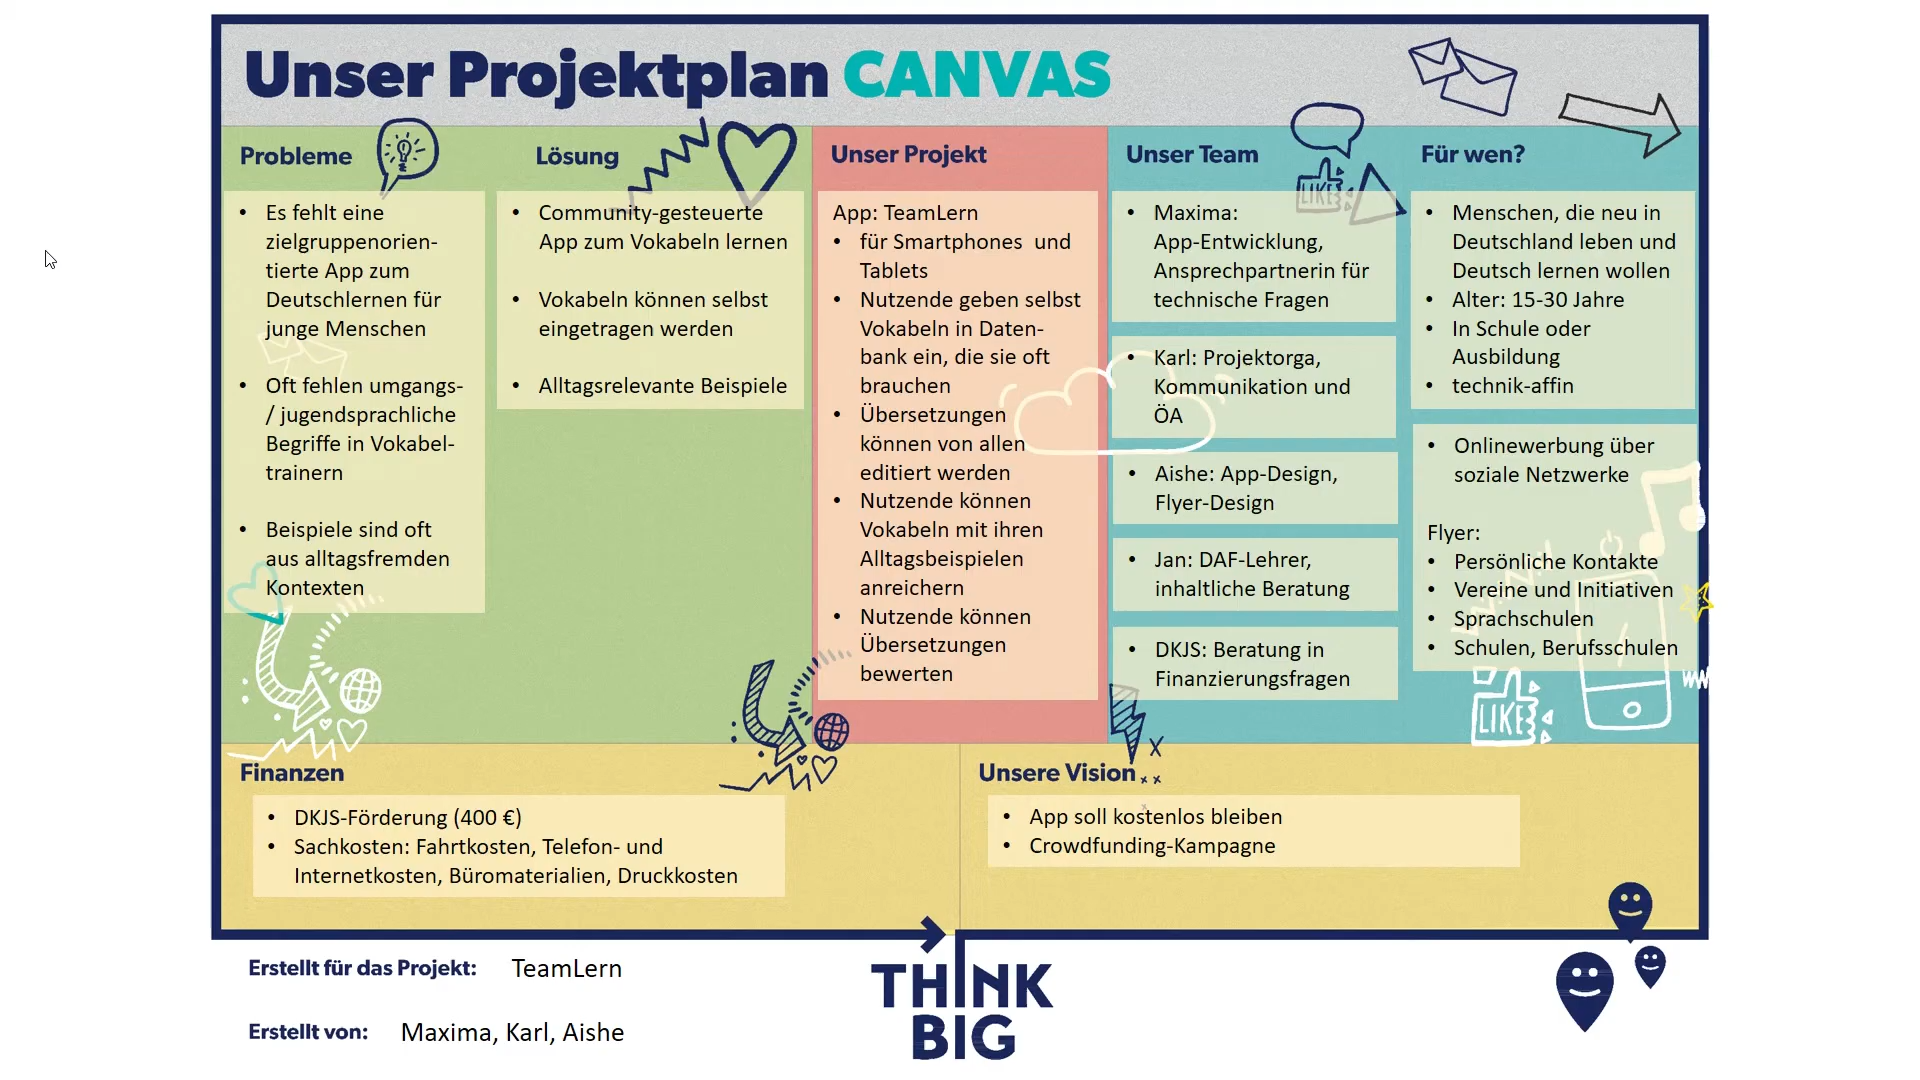 Unser Projektplan CANVAS
Probleme
• Es fehlt eine
zielgruppenorien-
tierte App zum
Deutschlernen für
junge Menschen
• Oft fehlen umgangs-
/ jugendsprachliche
Begriffe in Vokabel-
trainern
• Beispiele sind oft
aus alltagsfremden
Kontexten
Lösung
• Community-gesteuerte
App zum Vokabeln lernen
• Vokabeln können selbst
eingetragen werden
• Alltagsrelevante Beispiele
Unser Projekt
App: TeamLern
• für Smartphones und
Tablets
• Nutzende geben selbst
Vokabeln in Daten-
bank ein, die sie oft
brauchen
• Übersetzungen
können von allen
editiert werden
• Nutzende können
Vokabeln mit ihren
Alltagsbeispielen
anreichern
• Nutzende können
Übersetzungen
bewerten
Unser Team
LIKE
• Maxima:
App-Entwicklung,
Ansprechpartnerin für
technische Fragen
• Karl: Projektorga,
Kommunikation und
ÖA
• Aishe: App-Design,
Flyer-Design
• Jan: DAF-Lehrer,
inhaltliche Beratung
• DKJS: Beratung in
Finanzierungsfragen
Für wen?
• Menschen, die neu in
Deutschland leben und
Deutsch lernen wollen
• Alter: 15-30 Jahre
• In Schule oder
Ausbildung
• technik-affin
• Onlinewerbung über
soziale Netzwerke
Flyer:
• Persönliche Kontakte
• Vereine und Initiativen
• Sprachschulen
• Schulen, Berufsschulen
LIKE
Finanzen
• DKJS-Förderung (400 €)
• Sachkosten: Fahrtkosten, Telefon- und
Internetkosten, Büromaterialien, Druckkosten
Unsere Vision
• App soll kostenlos bleiben
• Crowdfunding-Kampagne
Erstellt für das Projekt: TeamLern
Erstellt von: Maxima, Karl, Aishe
THINK
BIG